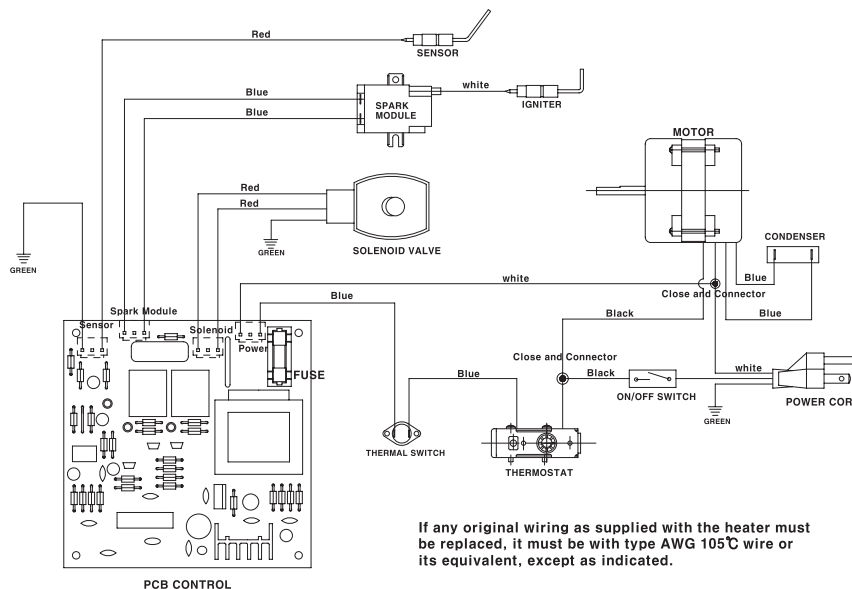 Red
SENSOR
Blue
white
SPARK
MODULE
IGNITER
Blue
MOTOR
Red
Red
GREEN
GREEN
SOLENOID VALVE
CONDENSER
white
Blue
Close and Connector
Blue
Spark Module
Black
Blue
Sensor
Solenoid
Power
FUSE
Close and Connector
Blue
Black
white
ON/OFF SWITCH
GREEN
POWER COR
THERMAL SWITCH
THERMOSTAT
If any original wiring as supplied with the heater must
be replaced, it must be with type AWG 105℃ wire or
its equivalent, except as indicated.
PCB CONTROL